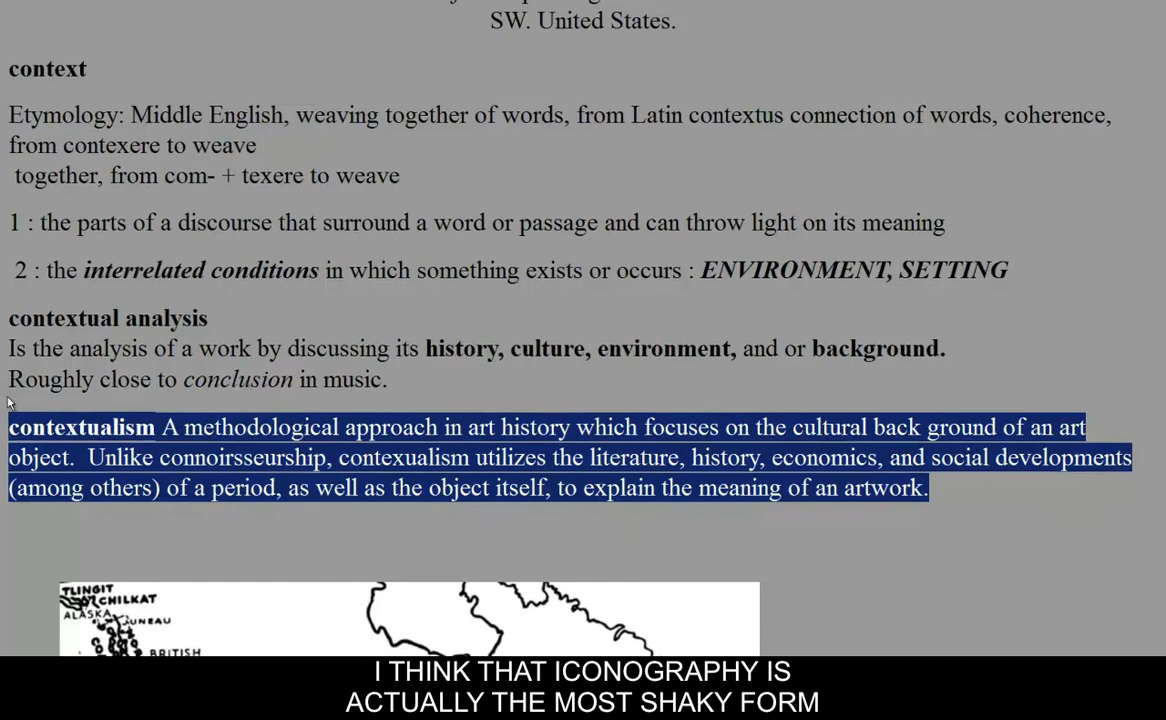 SW. United States.
context
Etymology: Middle English, weaving together of words, from Latin contextus connection of words, coherence,
from contexere to weave
together, from com- + texere to weave
1 : the parts of a discourse that surround a word or passage and can throw light on its meaning
2 : the interrelated conditions in which something exists or occurs : ENVIRONMENT, SETTING
contextual analysis
Is the analysis of a work by discussing its history, culture, environment, and or background.
Roughly close to conclusion in music.
contextualism A methodological approach in art history which focuses on the cultural back ground of an art
object. Unlike connoirsseurship, contexualism utilizes the literature, history, economics, and social developments
(among others) of a period, as well as the object itself, to explain the meaning of an artwork.
TLINGIT
CHILKAT
ALASKA
JUNEAU
BRITISH
I THINK THAT ICONOGRAPHY IS
ACTUALLY THE MOST SHAKY FORM